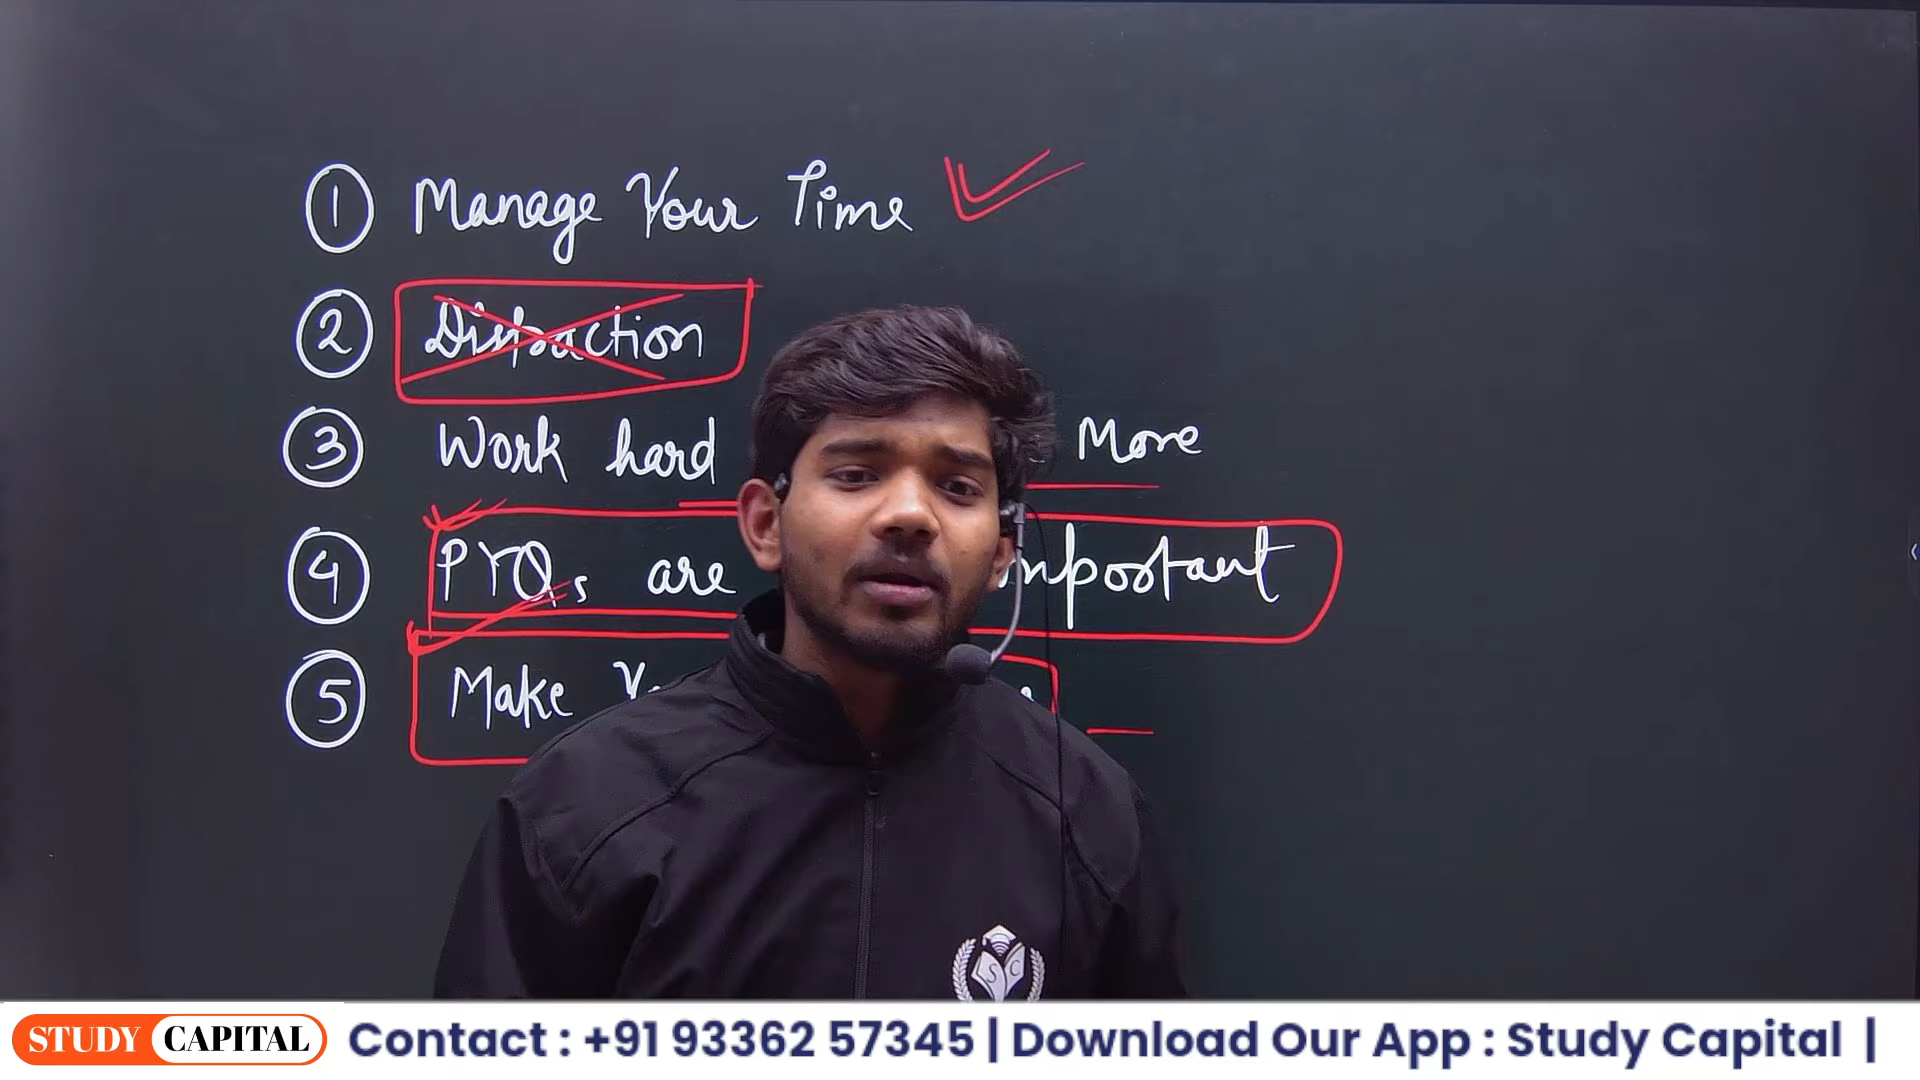 1 Manage Your Time
2 Distraction
3 Work hard More
4 PYQs are important
5 Make
S C
STUDY CAPITAL Contact : +91 93362 57345 | Download Our App : Study Capital |